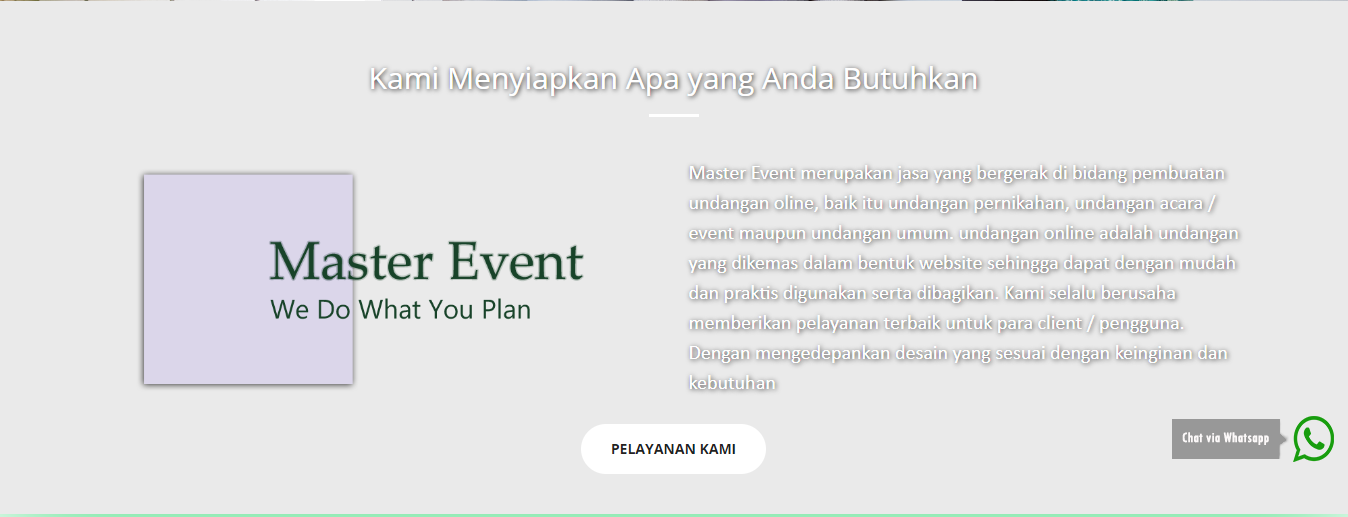 Kami Menyiapkan Apa yang Anda Butuhkan
Master Event
We Do What You Plan
Master Event merupakan jasa yang bergerak di bidang pembuatan
undangan oline, baik itu undangan pernikahan, undangan acara /
event maupun undangan umum. undangan online adalah undangan
yang dikemas dalam bentuk website sehingga dapat dengan mudah
dan praktis digunakan serta dibagikan. Kami selalu berusaha
memberikan pelayanan terbaik untuk para client / pengguna.
Dengan mengedepankan desain yang sesuai dengan keinginan dan
kebutuhan
PELAYANAN KAMI
Chat via Whatsapp